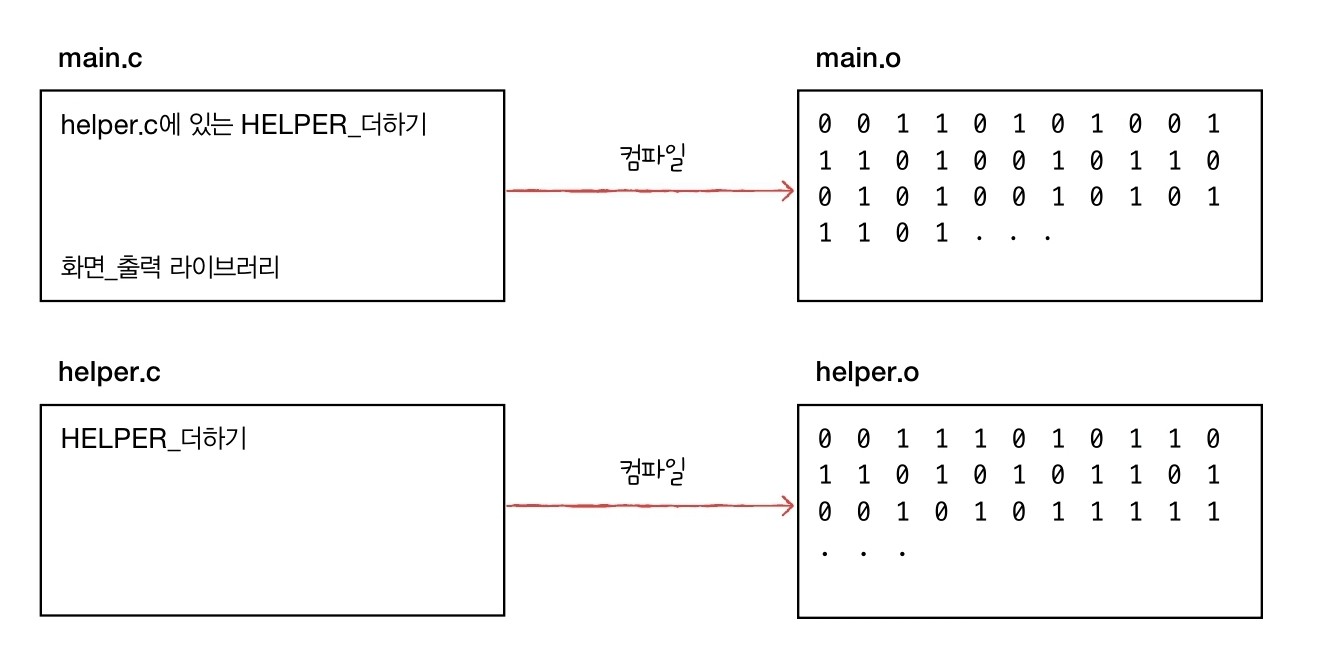 main.c
helper.c에 있는 HELPER_더하기
화면_출력 라이브러리
컴파일
main.o
0 0 1 1 0 1 0 1 0 0 1
1 1 0 1 0 0 1 0 1 1 0
0 1 0 1 0 0 1 0 1 0 1
1 1 0 1 . . .
helper.c
HELPER_더하기
컴파일
helper.o
0 0 1 1 1 0 1 0 1 1 0
1 1 0 1 0 1 0 1 1 0 1
0 0 1 0 1 0 1 1 1 1 1
. . .